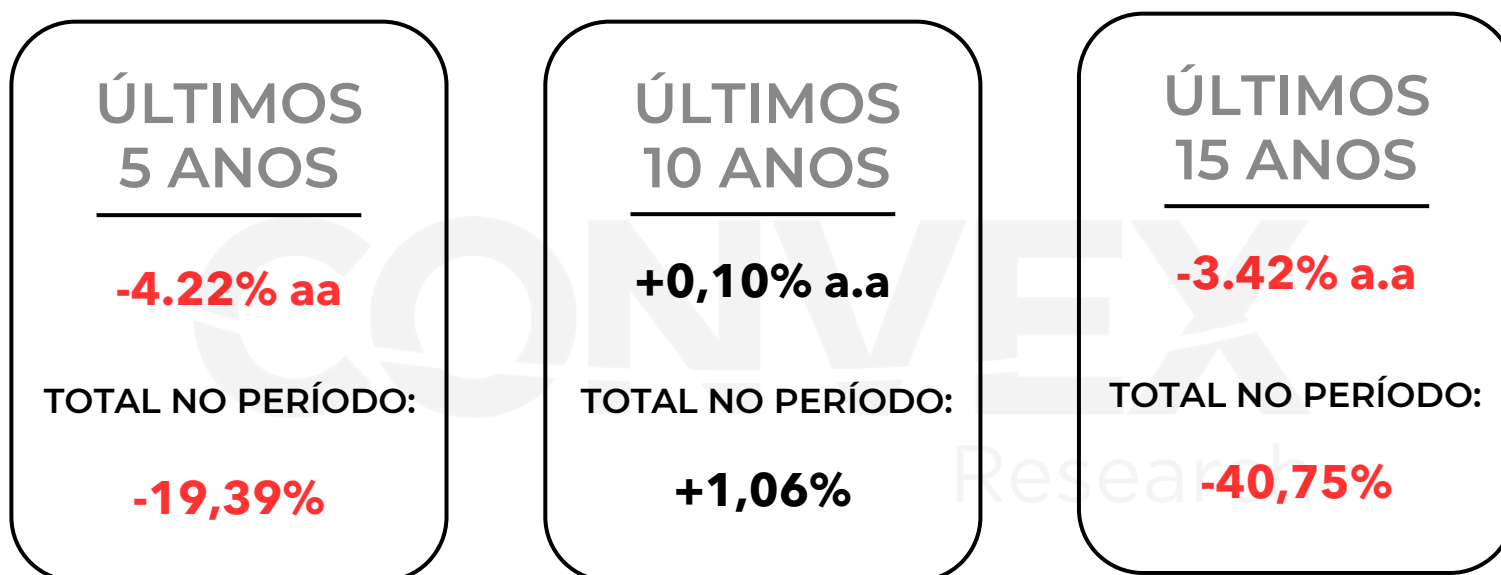 ÚLTIMOS
5 ANOS
-4.22% aa
TOTAL NO PERÍODO:
-19,39%
ÚLTIMOS
10 ANOS
+0,10% a.a
TOTAL NO PERÍODO:
+1,06%
ÚLTIMOS
15 ANOS
-3.42% a.a
TOTAL NO PERÍODO:
-40,75%
CONVEX
Research